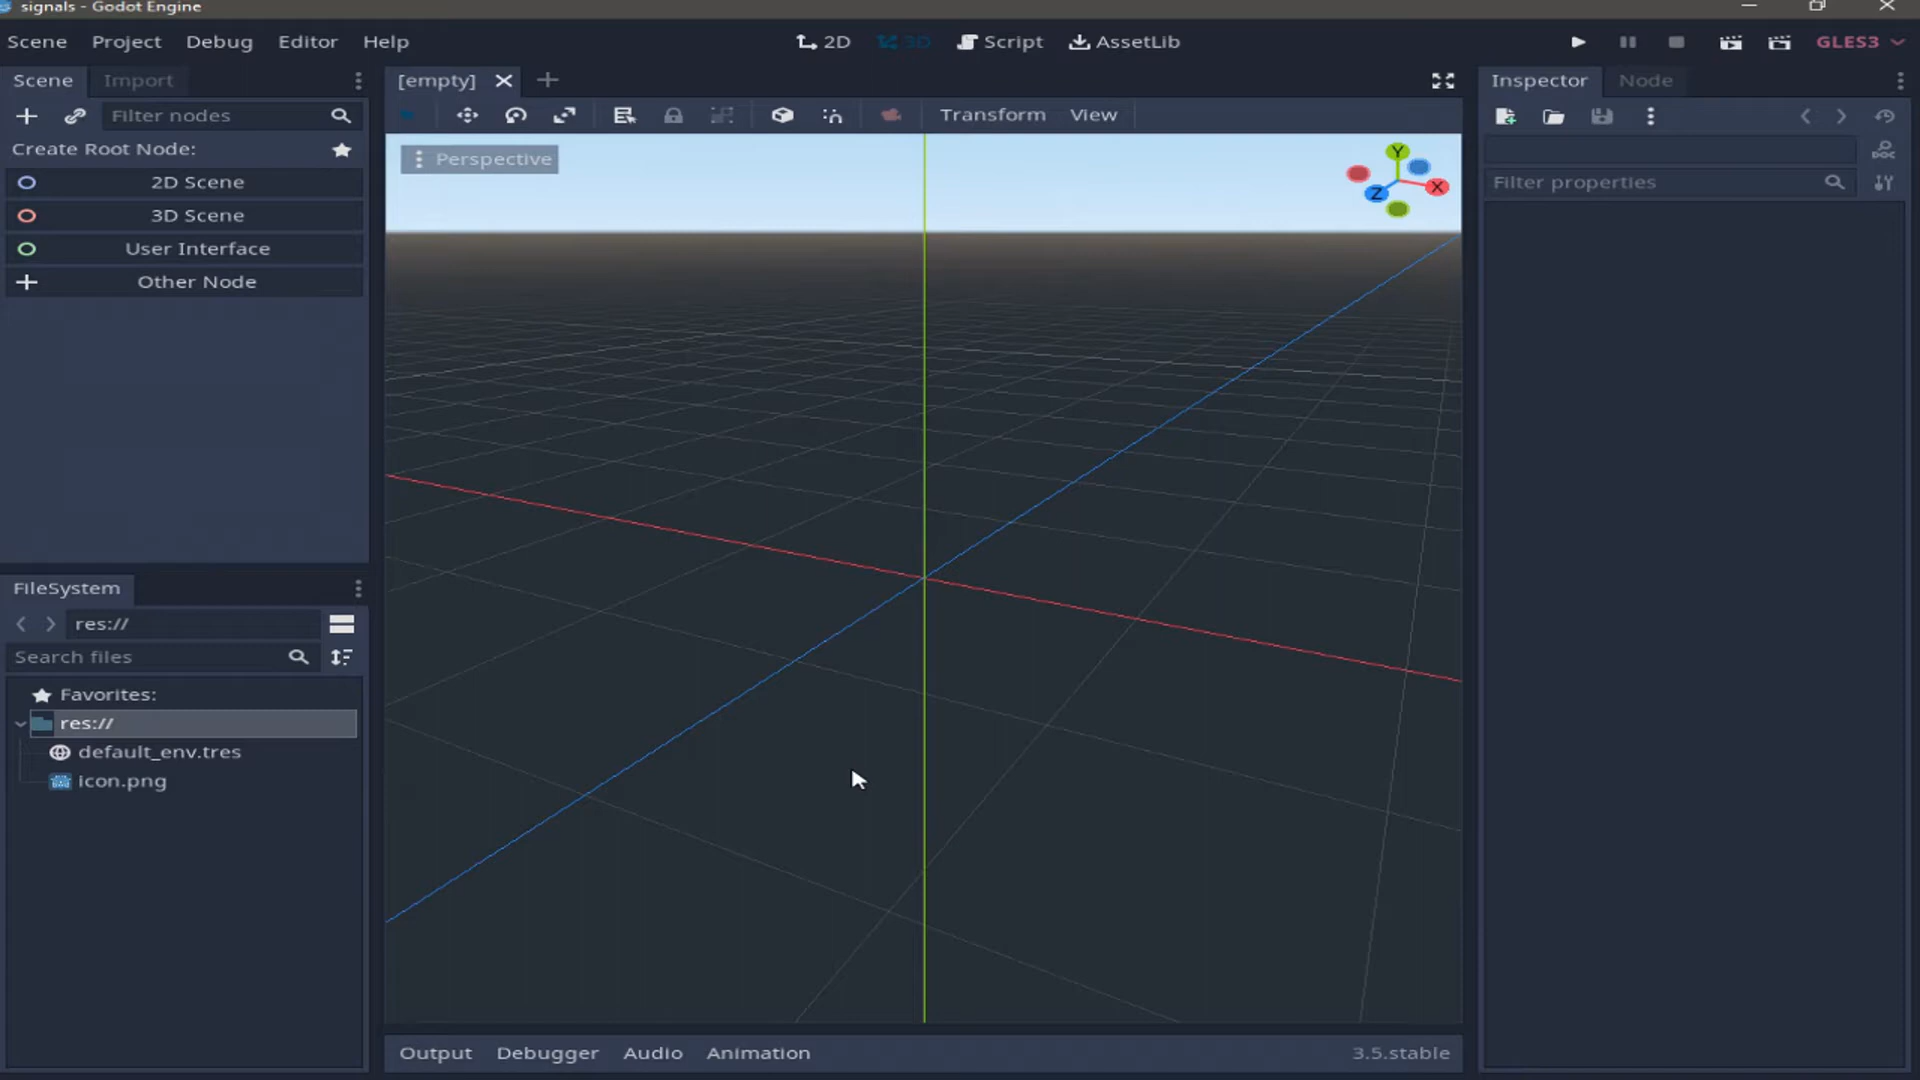 signals - Godot Engine
Scene Project Debug Editor Help
2D 3D Script AssetLib
GLES3
Scene Import
[empty]
Inspector Node
Filter nodes
Transform View
Create Root Node:
Perspective
Y
X
Z
Filter properties
2D Scene
3D Scene
User Interface
Other Node
FileSystem
res://
Search files
Favorites:
res://
default_env.tres
icon.png
Output Debugger Audio Animation
3.5.stable